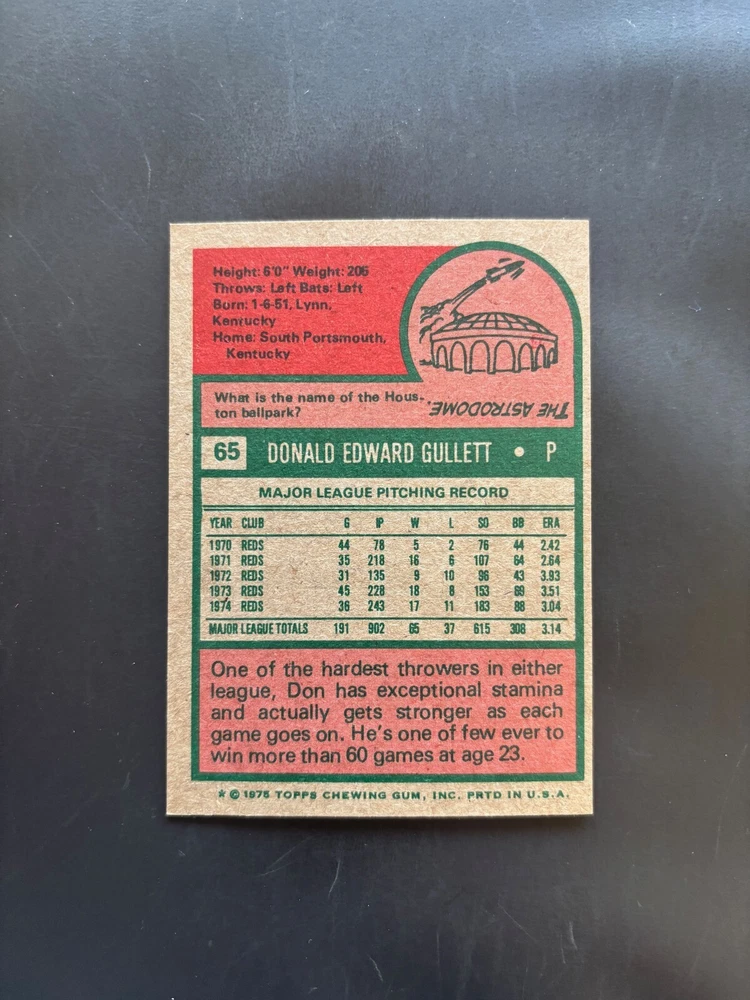 Height: 6'0" Weight: 205
Throws: Left Bats: Left
Born: 1-6-51, Lynn,
Kentucky
Home: South Portsmouth,
Kentucky
What is the name of the Hous-
ton ballpark?
THE ASTRODOME.
65 DONALD EDWARD GULLETT • P
MAJOR LEAGUE PITCHING RECORD
YEAR CLUB G IP W L SO BB ERA
1970 REDS 44 78 5 2 76 44 2.42
1971 REDS 35 218 16 6 107 64 2.64
1972 REDS 31 135 9 10 96 43 3.93
1973 REDS 45 228 18 8 153 69 3.51
1974 REDS 36 243 17 11 183 88 3.04
MAJOR LEAGUE TOTALS 191 902 65 37 615 308 3.14
One of the hardest throwers in either
league, Don has exceptional stamina
and actually gets stronger as each
game goes on. He's one of few ever to
win more than 60 games at age 23.
* © 1975 TOPPS CHEWING GUM, INC. PRTD IN U.S.A.